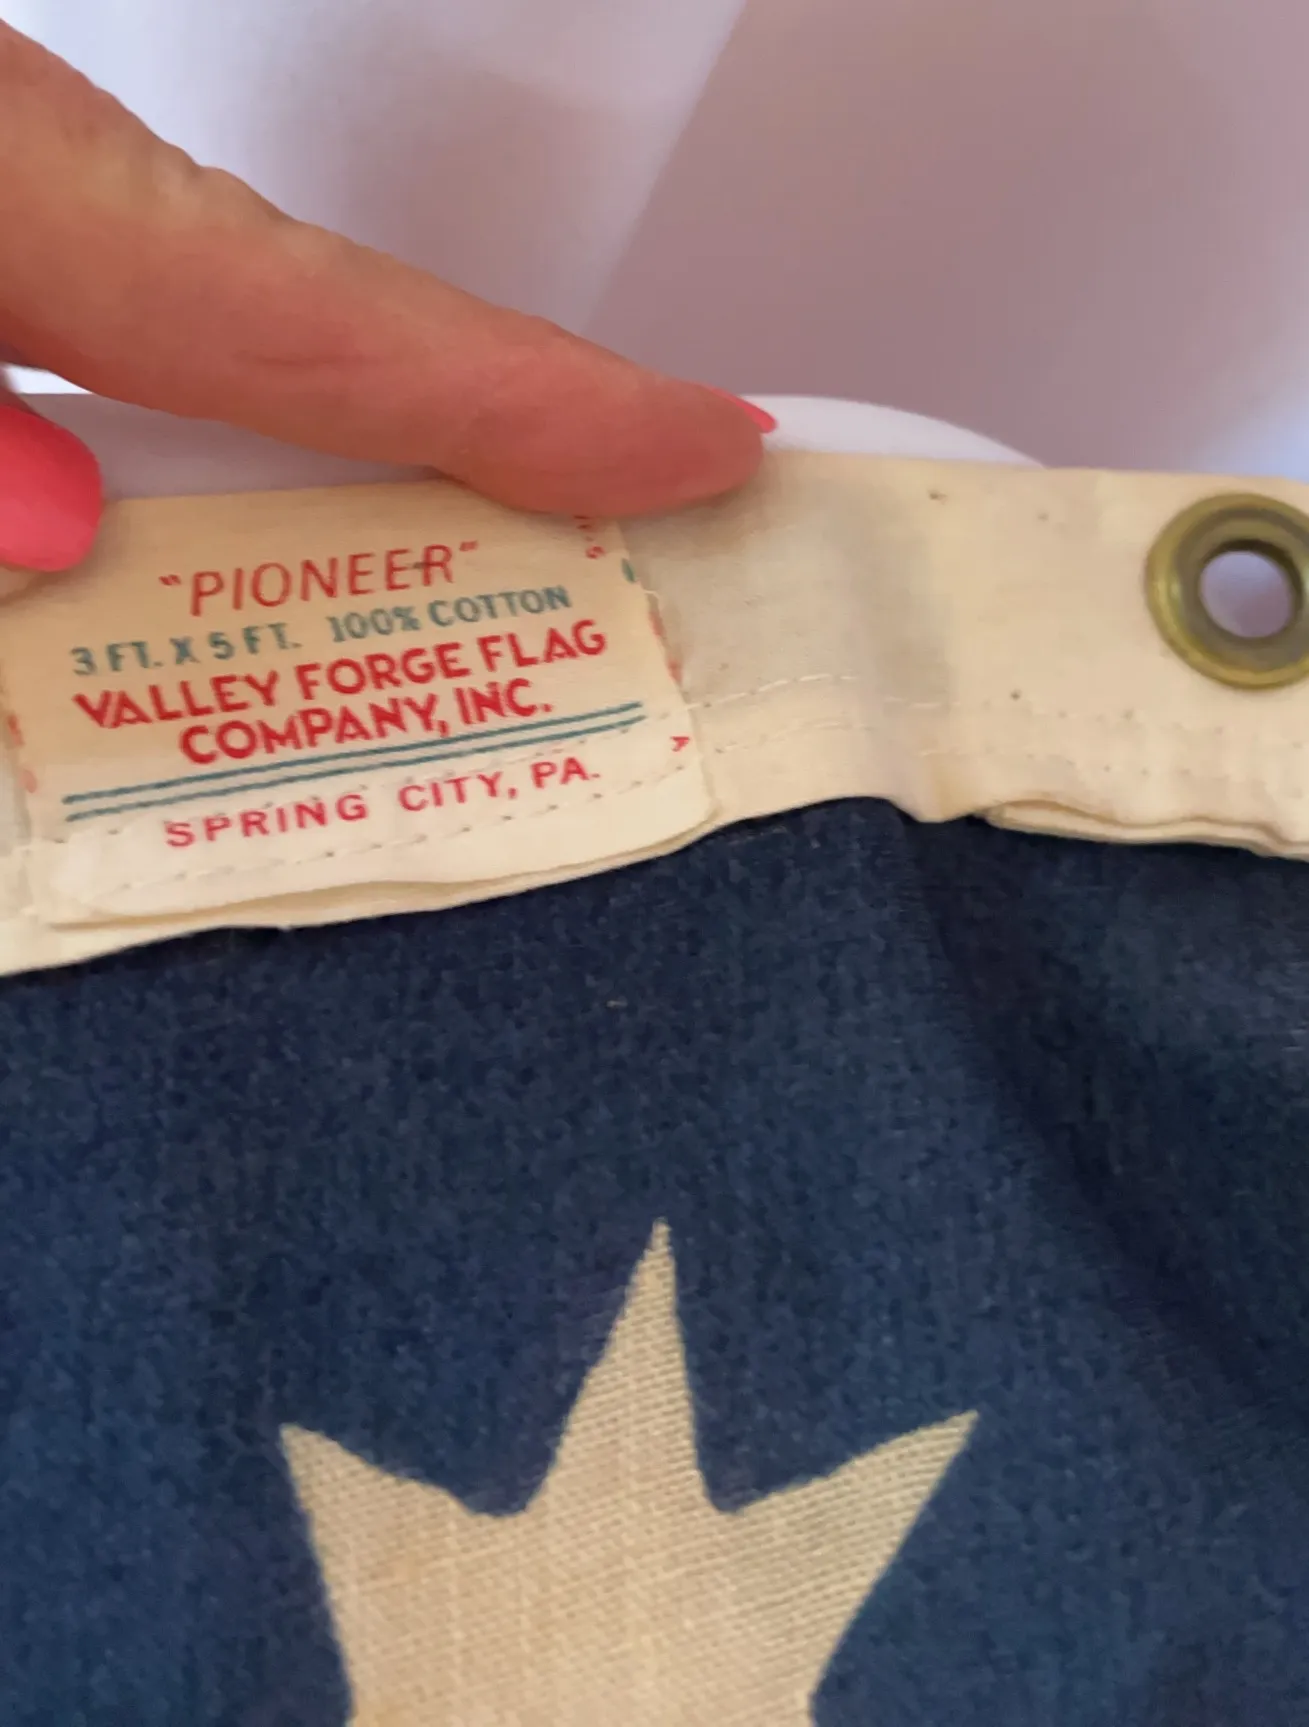 "PIONEER"
3 FT. X 5 FT. 100% COTTON
VALLEY FORGE FLAG
COMPANY, INC.
SPRING CITY, PA.